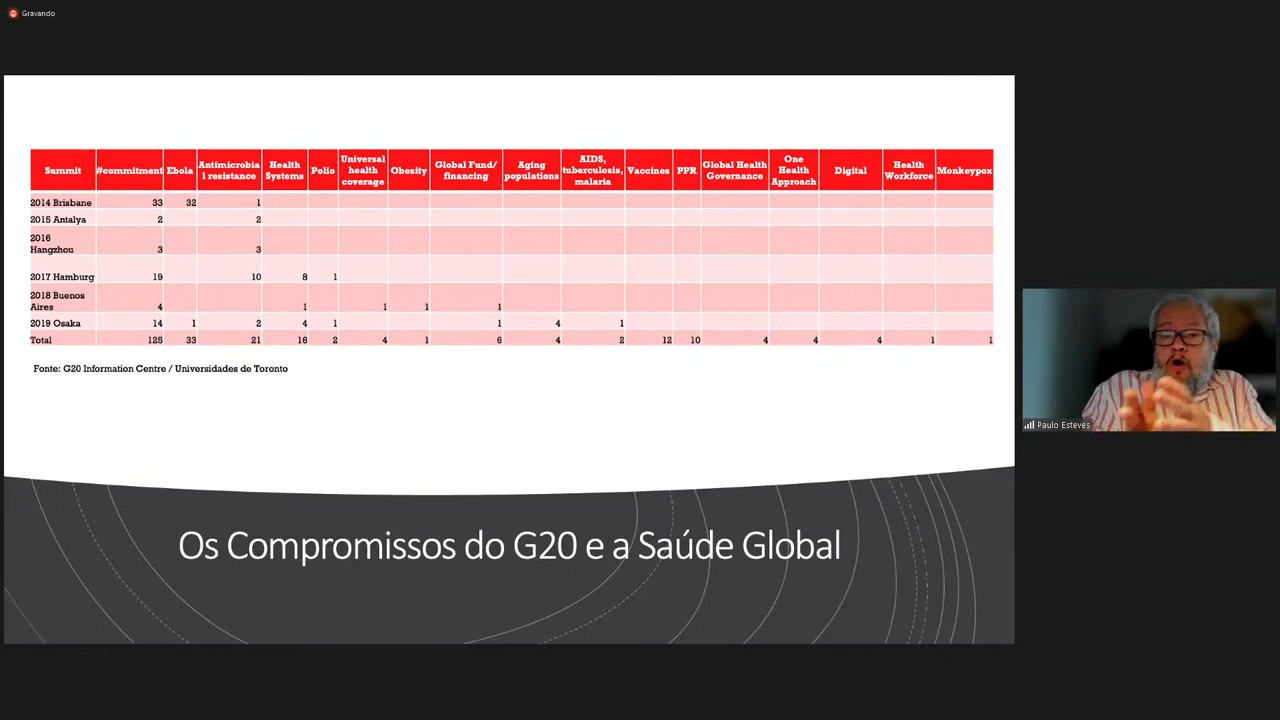 Gravando
Summit #commitment Ebola Antimicrobia l resistance Health Systems Polio Universal health coverage Obesity Global Fund/ financing Aging populations AIDS, tuberculosis, malaria Vaccines PPR Global Health Governance One Health Approach Digital Health Workforce Monkeypox
2014 Brisbane 33 32 1
2015 Antalya 2 2
2016 Hangzhou 3 3
2017 Hamburg 19 10 8 1
2018 Buenos Aires 4 1 1 1 1
2019 Osaka 14 1 2 4 1 1 4 1
Total 125 33 21 16 2 4 1 6 4 2 12 10 4 4 4 1 1
Fonte: G20 Information Centre / Universidades de Toronto
Paulo Esteves
Os Compromissos do G20 e a Saúde Global